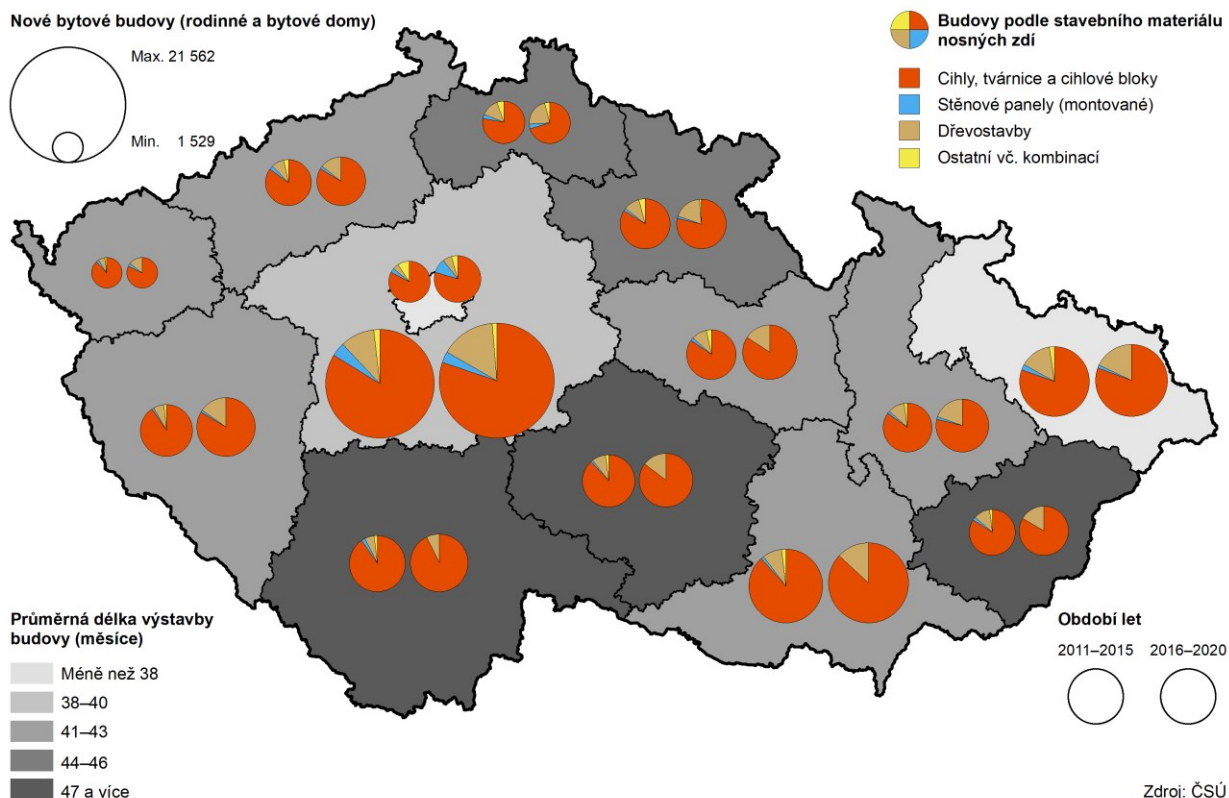 Nové bytové budovy (rodinné a bytové domy)
Max. 21 562
Min. 1 529
Budovy podle stavebního materiálu
nosných zdí
Cihly, tvárnice a cihlové bloky
Stěnové panely (montované)
Dřevostavby
Ostatní vč. kombinací
Průměrná délka výstavby
budovy (měsíce)
Méně než 38
38–40
41–43
44–46
47 a více
Období let
2011–2015 2016–2020
Zdroj: ČSÚ